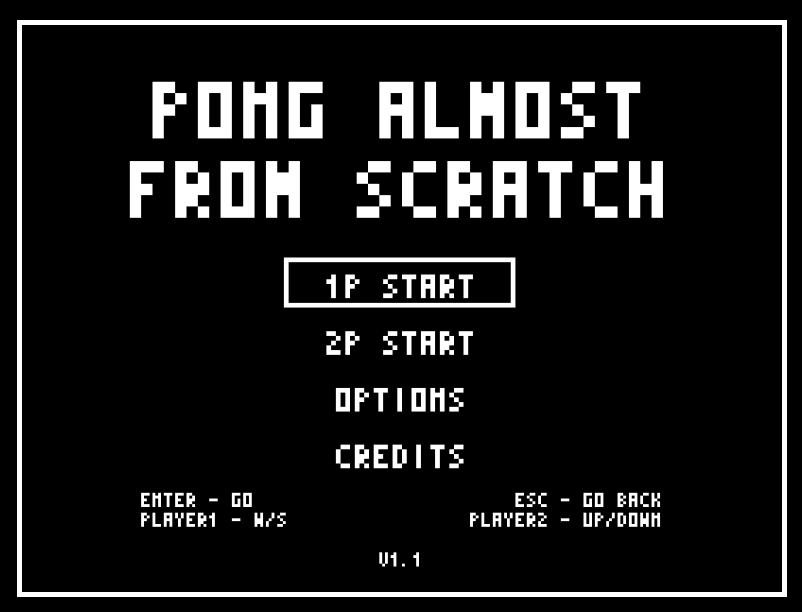 PONG ALMOST
FROM SCRATCH
1P START
2P START
OPTIONS
CREDITS
ENTER - GO
ESC - GO BACK
PLAYER1 - W/S
PLAYER2 - UP/DOWN
V1.1